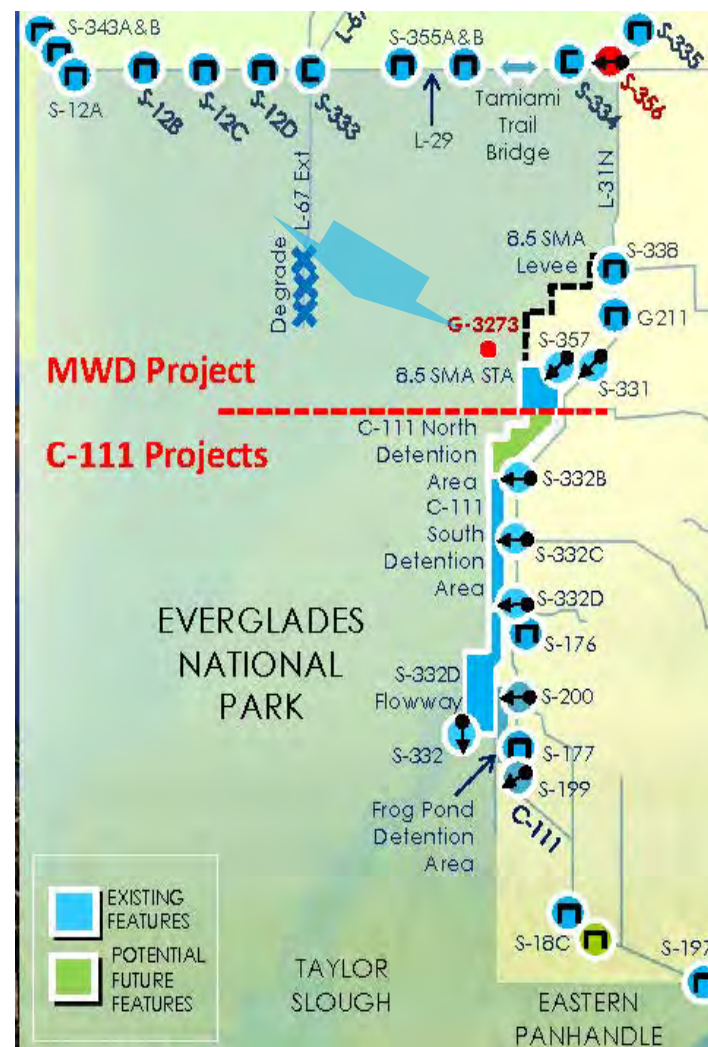 S-343A&B
L-67
S-355A&B
S-335
S-12A
S-12B
S-12C
S-12D
S-333
L-29
Tamiami
Trail
Bridge
S-334
S-356
L-67 Ext
L-31N
Degrade
8.5 SMA
Levee
S-338
G-3273
G211
S-357
8.5 SMA STA
S-331
MWD Project
C-111 Projects
C-111 North
Detention
Area
C-111
South
Detention
Area
S-332B
S-332C
S-332D
S-176
EVERGLADES
NATIONAL
PARK
S-332D
Flowway
S-200
S-332
S-177
S-199
Frog Pond
Detention
Area
C-111
EXISTING
FEATURES
POTENTIAL
FUTURE
FEATURES
S-18C
S-197
TAYLOR
SLOUGH
EASTERN
PANHANDLE